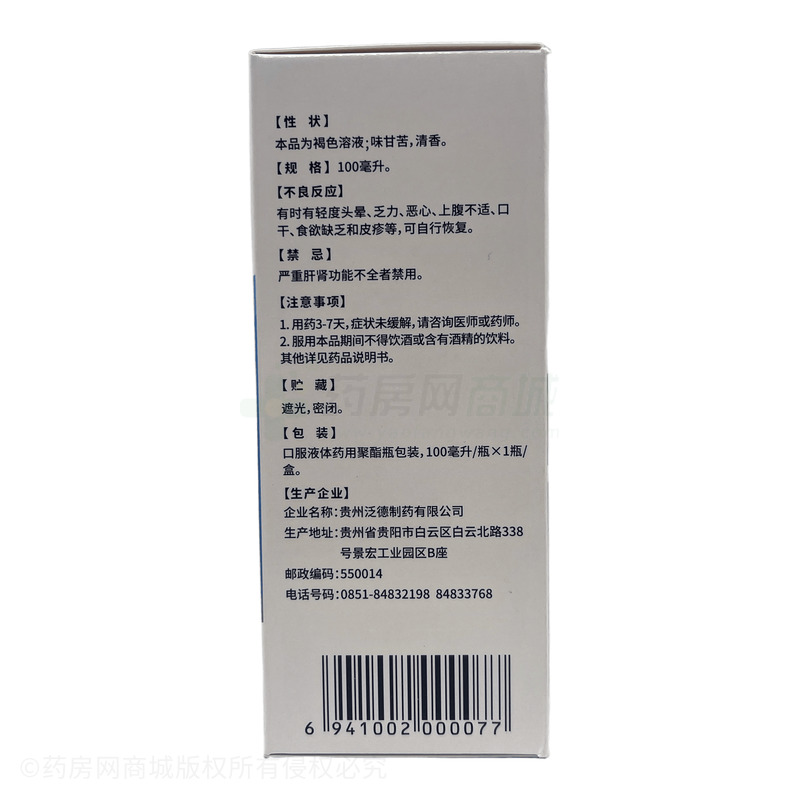 【性 状】
本品为褐色溶液；味甘苦，清香。
【规 格】100毫升。
【不良反应】
有时有轻度头晕、乏力、恶心、上腹不适、口
干、食欲缺乏和皮疹等，可自行恢复。
【禁 忌】
严重肝肾功能不全者禁用。
【注意事项】
1. 用药3-7天，症状未缓解，请咨询医师或药师。
2. 服用本品期间不得饮酒或含有酒精的饮料。
其他详见药品说明书。
【贮 藏】
遮光，密闭。
药房网商城
【包 装】
口服液体药用聚酯瓶包装，100毫升/瓶×1瓶/
盒。
【生产企业】
企业名称：贵州泛德制药有限公司
生产地址：贵州省贵阳市白云区白云北路338
号景宏工业园区B座
邮政编码：550014
电话号码：0851-84832198 84833768
6 941002 000077
©药房网商城版权所有侵权必究